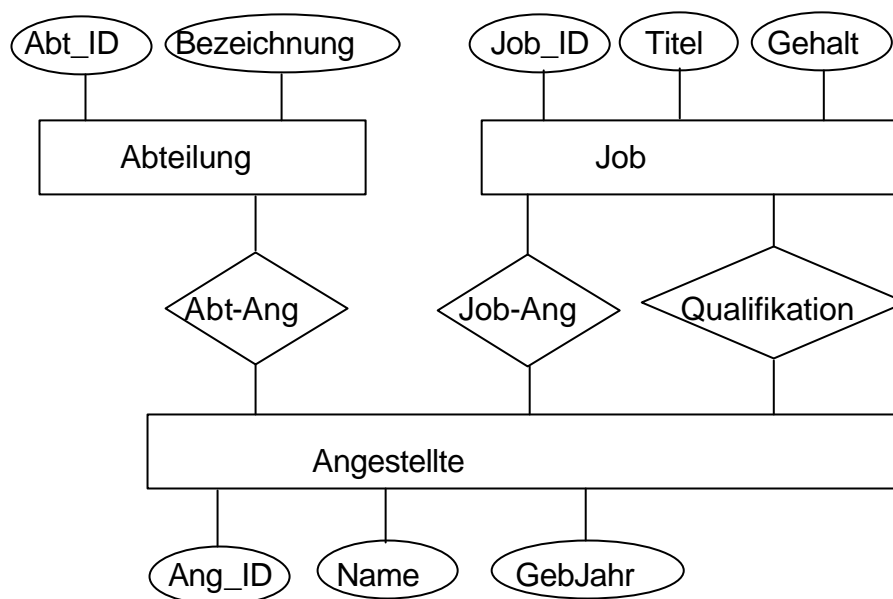 Abt_ID Bezeichnung Job_ID Titel Gehalt
Abteilung Job
Abt-Ang Job-Ang Qualifikation
Angestellte
Ang_ID Name GebJahr